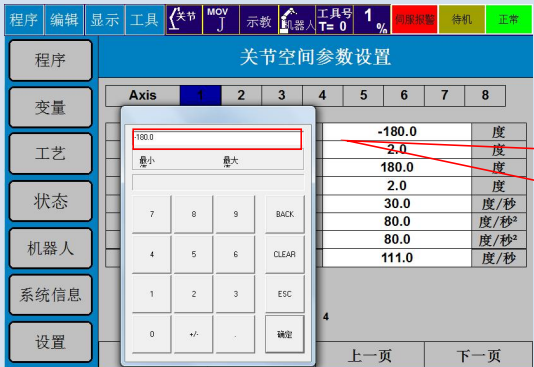 程序 编辑 显示 工具 关节 MOV J 示教 机器人 工具号 T= 0 1 % 伺服报警 待机 正常
程序
关节空间参数设置
变量
Axis 1 2 3 4 5 6 7 8
-180.0
-180.0 度
最小 最大
2.0 度
工艺
180.0 度
2.0 度
状态
7 8 9 BACK
30.0 度/秒
80.0 度/秒²
机器人
4 5 6 CLEAR
80.0 度/秒²
111.0 度/秒
系统信息
1 2 3 ESC
4
设置
0 +/- . 确定
上一页 下一页